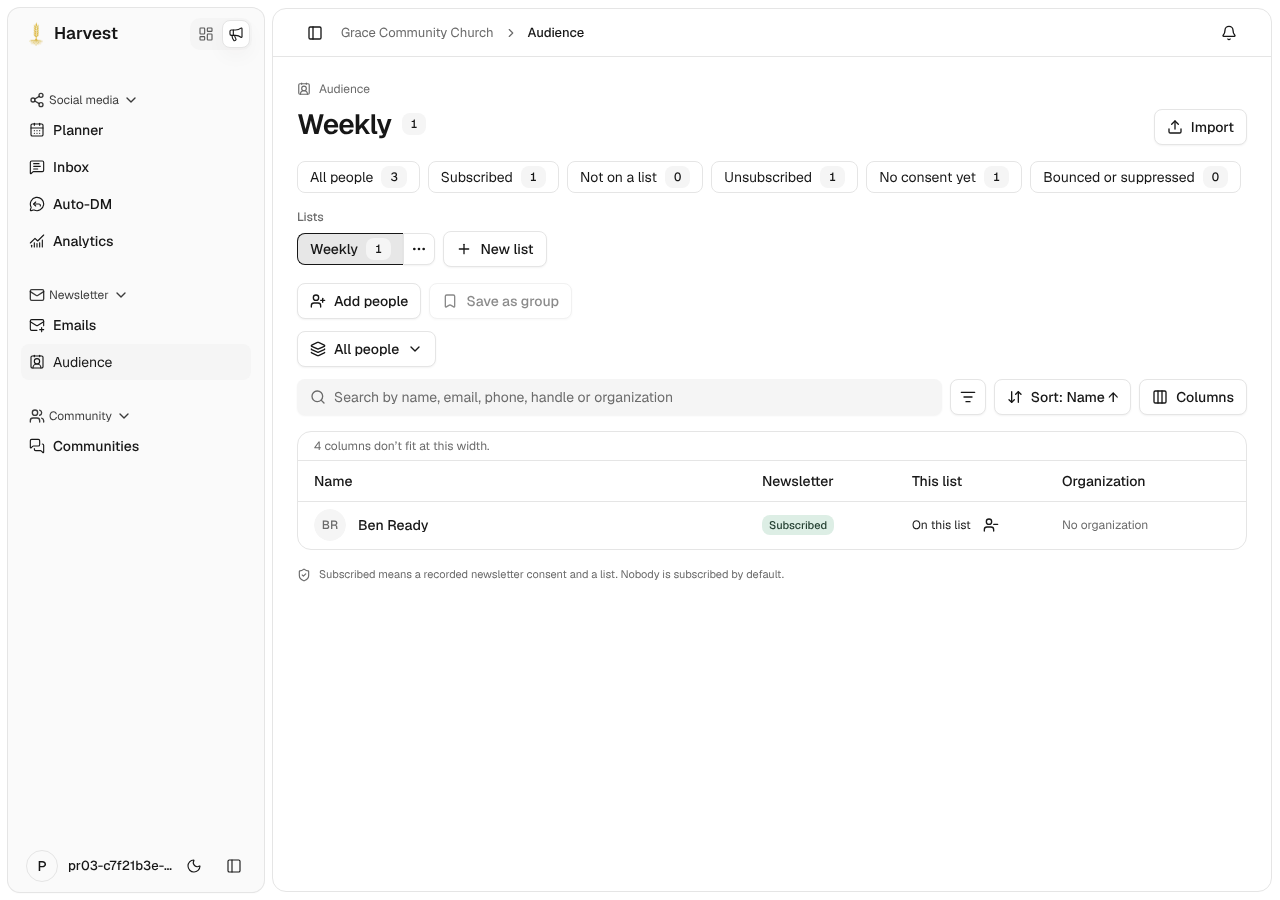 Harvest
Social media
Planner
Inbox
Auto-DM
Analytics
Newsletter
Emails
Audience
Community
Communities
P pr03-c7f21b3e-...
Grace Community Church > Audience
Audience
Weekly 1
Import
All people 3 Subscribed 1 Not on a list 0 Unsubscribed 1 No consent yet 1 Bounced or suppressed 0
Lists
Weekly 1 ... + New list
Add people Save as group
All people
Search by name, email, phone, handle or organization Sort: Name ↑ Columns
4 columns don’t fit at this width.
Name Newsletter This list Organization
BR Ben Ready Subscribed On this list No organization
Subscribed means a recorded newsletter consent and a list. Nobody is subscribed by default.